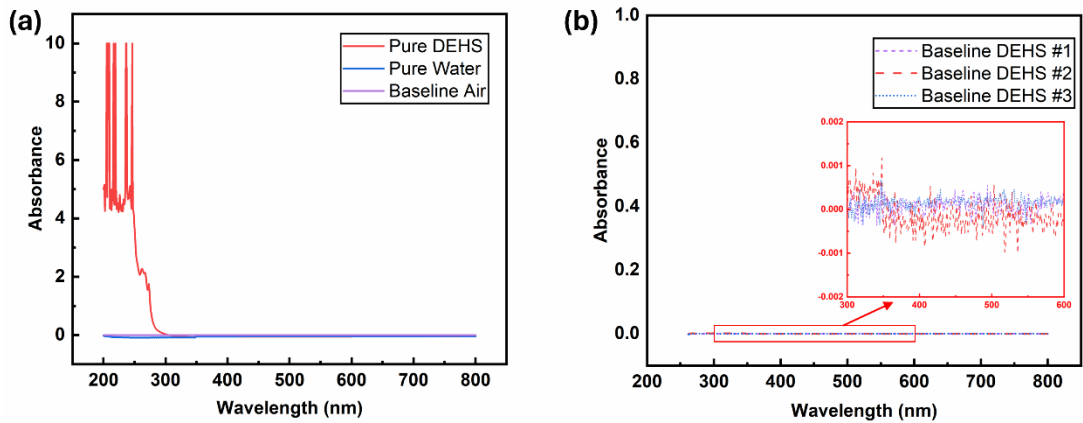 (a)
Pure DEHS
Pure Water
Baseline Air
10
8
6
4
2
0
Absorbance
200 300 400 500 600 700 800
Wavelength (nm)
(b)
Baseline DEHS #1
Baseline DEHS #2
Baseline DEHS #3
1.0
0.8
0.6
0.4
0.2
0.0
Absorbance
0.002
0.001
0.000
-0.001
-0.002
300 400 500 600
200 300 400 500 600 700 800
Wavelength (nm)